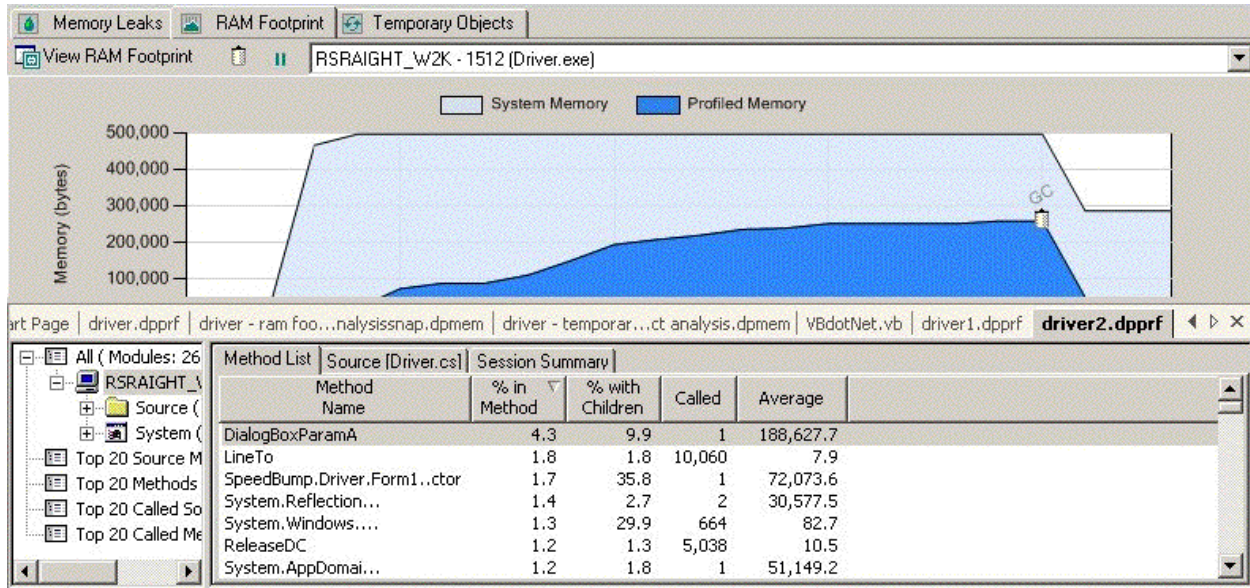 Memory Leaks RAM Footprint Temporary Objects
View RAM Footprint RSRAIGHT_W2K - 1512 (Driver.exe)
System Memory Profiled Memory
500,000
400,000
300,000
200,000
100,000
Memory (bytes)
GC
art Page driver.dpprf driver - ram foo...nalysissnap.dpmem driver - temporar...ct analysis.dpmem VBdotNet.vb driver1.dpprf driver2.dpprf
All ( Modules: 26
RSRAIGHT_W
Source (
System (
Top 20 Source M
Top 20 Methods
Top 20 Called So
Top 20 Called Me
Method List Source [Driver.cs] Session Summary
Method Name % in Method % with Children Called Average
DialogBoxParamA 4.3 9.9 1 188,627.7
LineTo 1.8 1.8 10,060 7.9
SpeedBump.Driver.Form1..ctor 1.7 35.8 1 72,073.6
System.Reflection... 1.4 2.7 2 30,577.5
System.Windows.... 1.3 29.9 664 82.7
ReleaseDC 1.2 1.3 5,038 10.5
System.AppDomai... 1.2 1.8 1 51,149.2